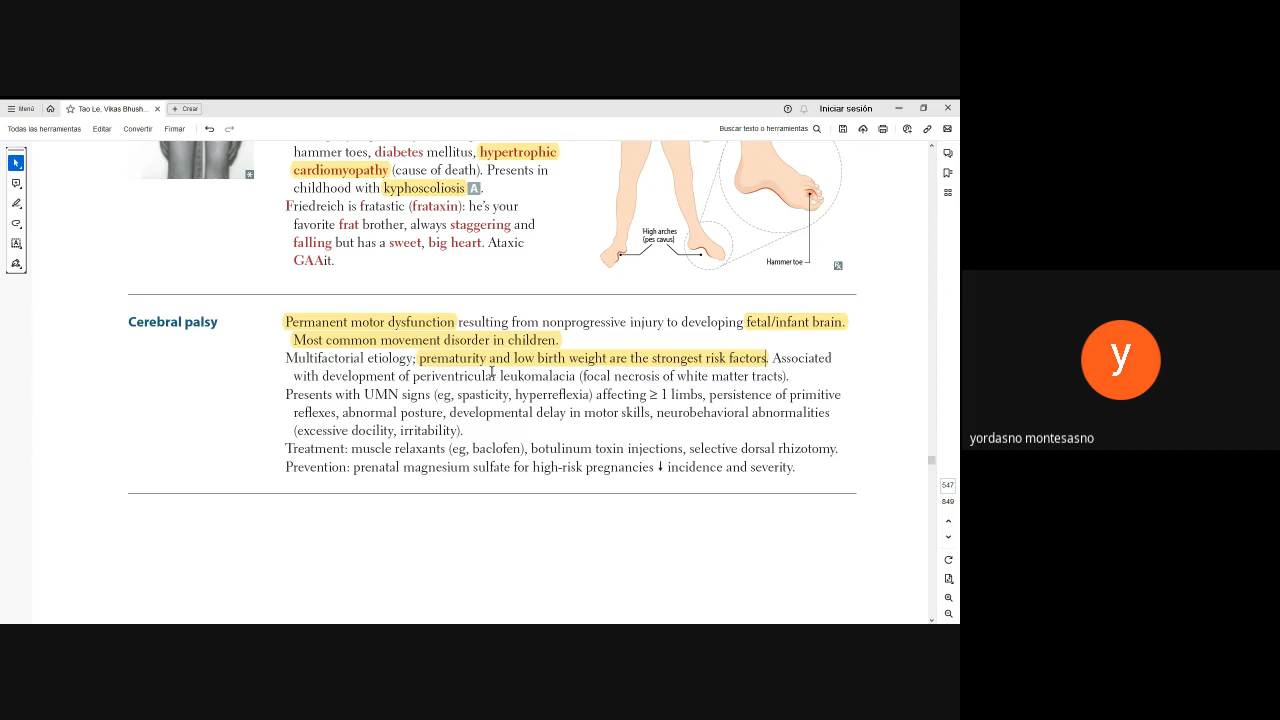 Menú
Tao Le, Vikas Bhush...
Crear
Iniciar sesión
Todas las herramientas
Editar
Convertir
Firmar
Buscar texto o herramientas
hammer toes, diabetes mellitus, hypertrophic
cardiomyopathy (cause of death). Presents in
childhood with kyphoscoliosis A.
Friedreich is fratastic (frataxin): he's your
favorite frat brother, always staggering and
falling but has a sweet, big heart. Ataxic
GAAit.
High arches
(pes cavus)
Hammer toe
Cerebral palsy
Permanent motor dysfunction resulting from nonprogressive injury to developing fetal/infant brain.
Most common movement disorder in children.
Multifactorial etiology; prematurity and low birth weight are the strongest risk factors. Associated
with development of periventricular leukomalacia (focal necrosis of white matter tracts).
Presents with UMN signs (eg, spasticity, hyperreflexia) affecting ≥ 1 limbs, persistence of primitive
reflexes, abnormal posture, developmental delay in motor skills, neurobehavioral abnormalities
(excessive docility, irritability).
Treatment: muscle relaxants (eg, baclofen), botulinum toxin injections, selective dorsal rhizotomy.
Prevention: prenatal magnesium sulfate for high-risk pregnancies ↓ incidence and severity.
547
849
y
yordasno montesasno